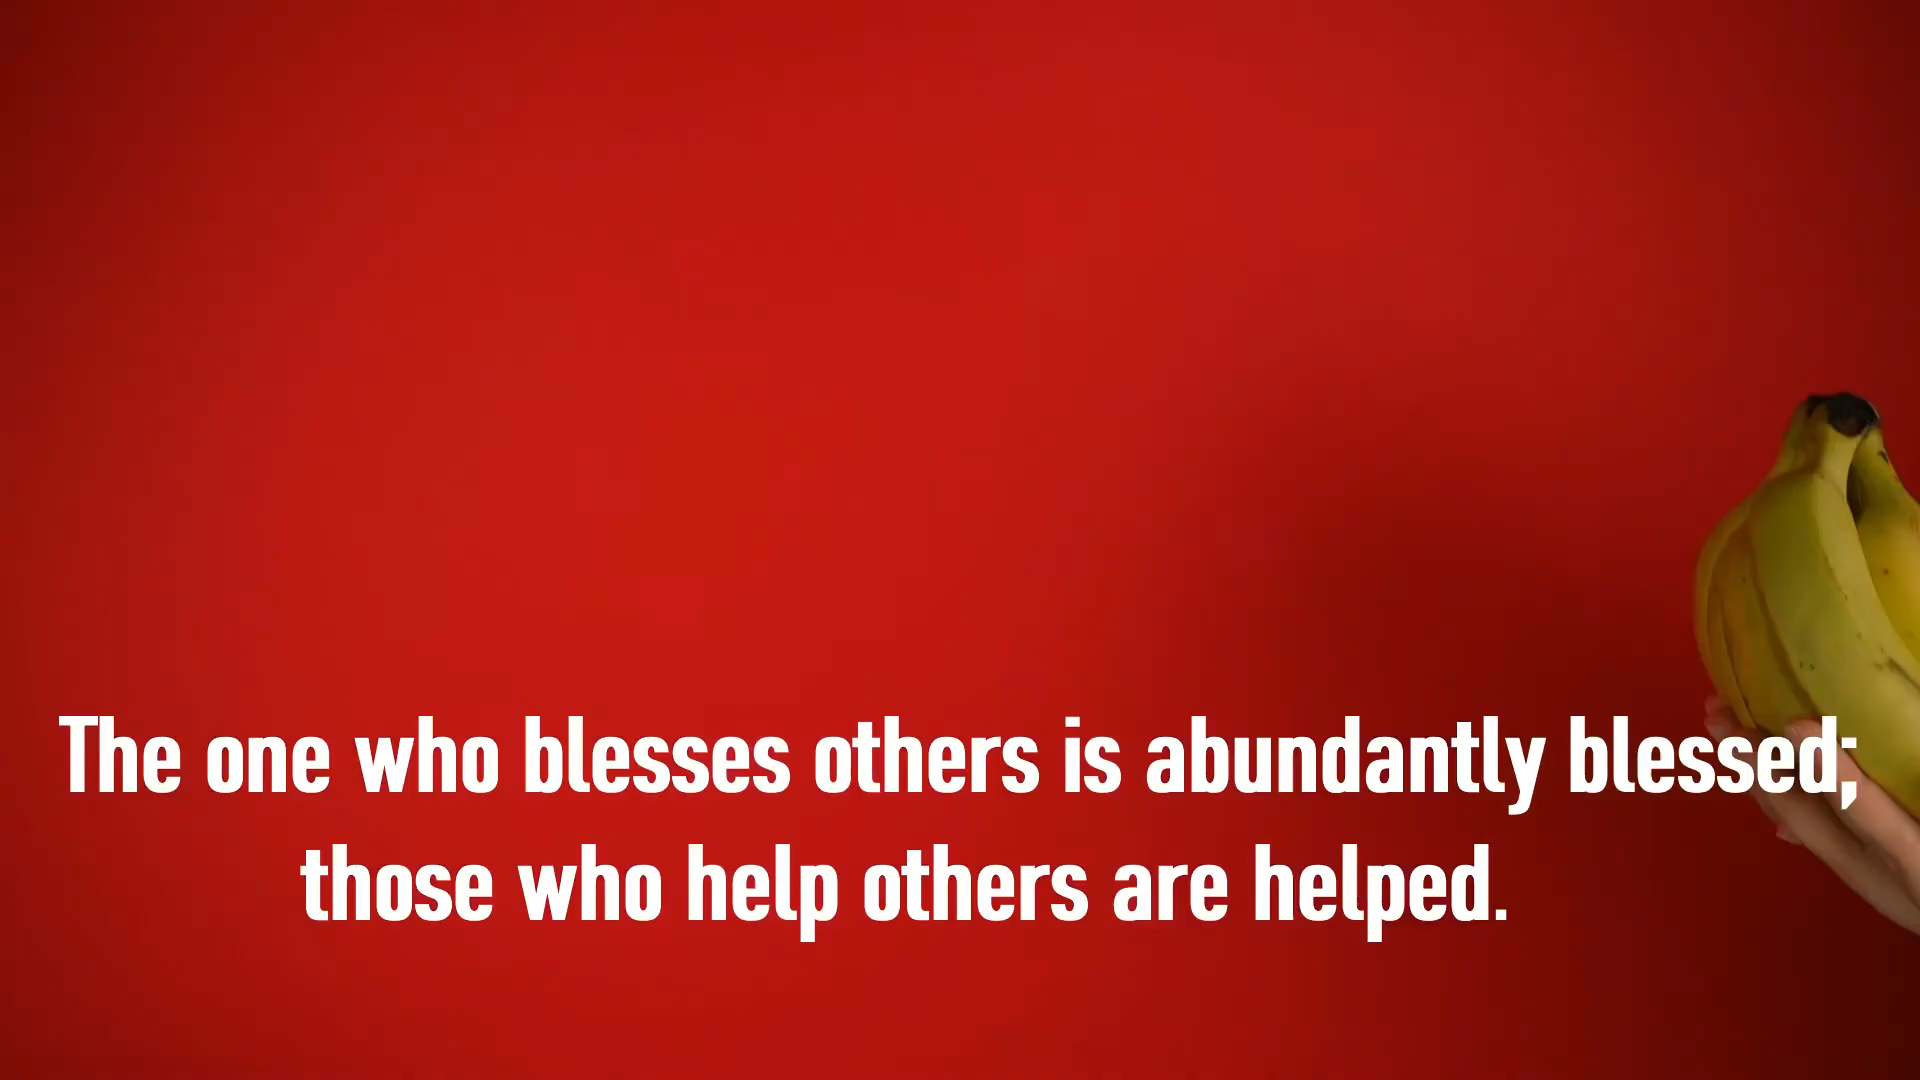 The one who blesses others is abundantly blessed;
those who help others are helped.